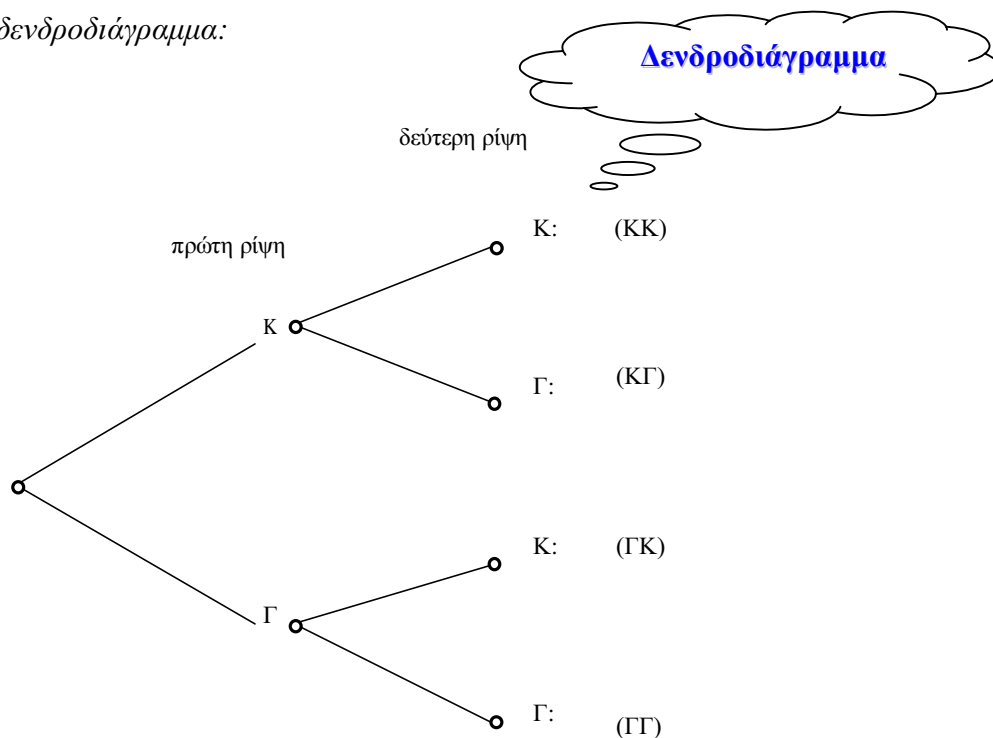 δενδροδιάγραμμα:
Δενδροδιάγραμμα
δεύτερη ρίψη
Κ: (ΚΚ)
πρώτη ρίψη
Κ
Γ: (ΚΓ)
Κ: (ΓΚ)
Γ
Γ: (ΓΓ)